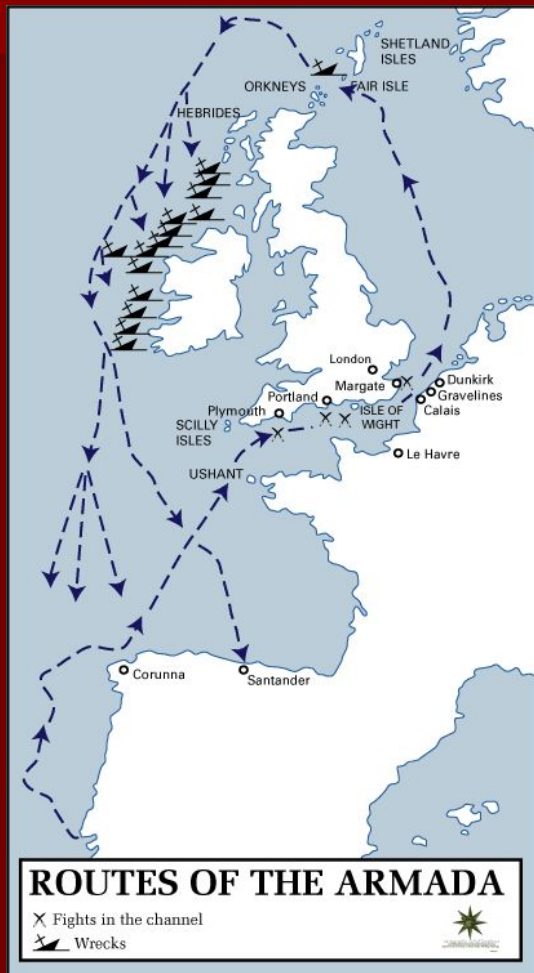 SHETLAND
ISLES
ORKNEYS
FAIR ISLE
HEBRIDES
London
Margate
Dunkirk
Gravelines
Calais
Portland
Plymouth
ISLE OF
WIGHT
SCILLY
ISLES
Le Havre
USHANT
Corunna
Santander
ROUTES OF THE ARMADA
Fights in the channel
Wrecks